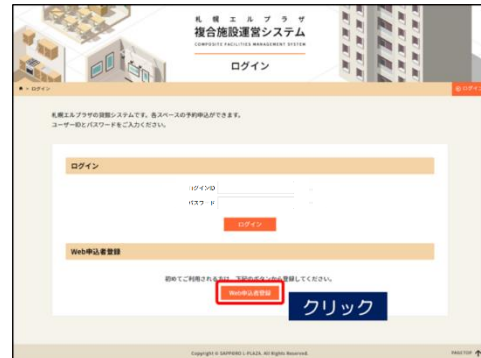 札幌エルプラザ
複合施設運営システム
COMPOSITE FACILITIES MANAGEMENT SYSTEM
ログイン
> ログイン
ログイン
札幌エルプラザの貸館システムです。各スペースの予約申込ができます。
ユーザーIDとパスワードをご入力ください。
ログイン
ログインID
パスワード
ログイン
Web申込者登録
初めてご利用される方は、下記のボタンから登録してください。
Web申込者登録
クリック
Copyright © SAPPORO L-PLAZA. All Rights Reserved.
PAGETOP